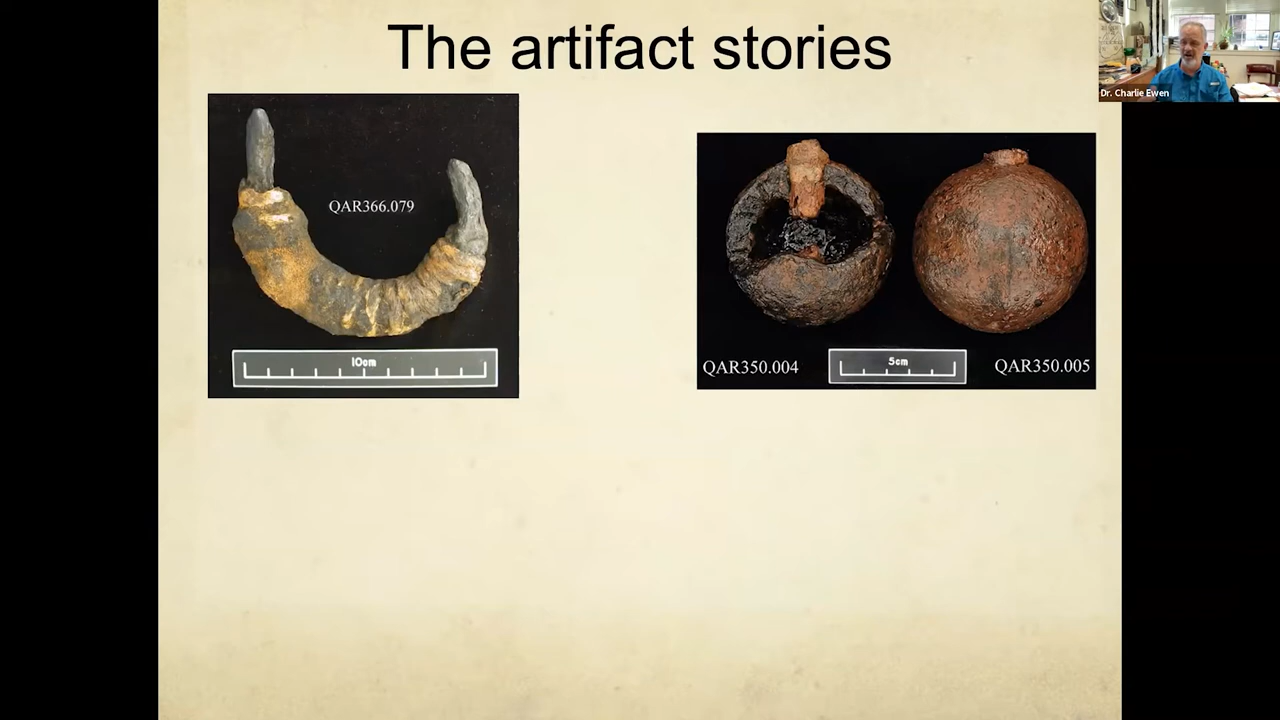 The artifact stories
Dr. Charlie Ewen
QAR366.079
10cm
QAR350.004
5cm
QAR350.005